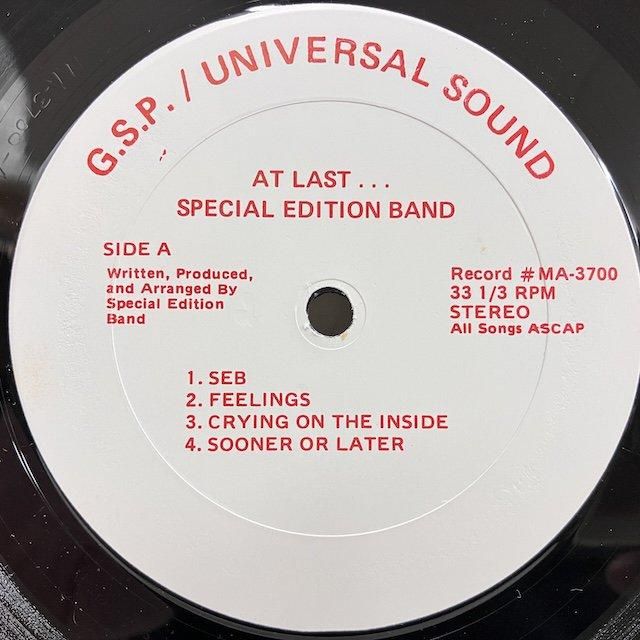 G.S.P. / UNIVERSAL SOUND
AT LAST . . .
SPECIAL EDITION BAND
SIDE A
Written, Produced,
and Arranged By
Special Edition
Band
Record #MA-3700
33 1/3 RPM
STEREO
All Songs ASCAP
1. SEB
2. FEELINGS
3. CRYING ON THE INSIDE
4. SOONER OR LATER